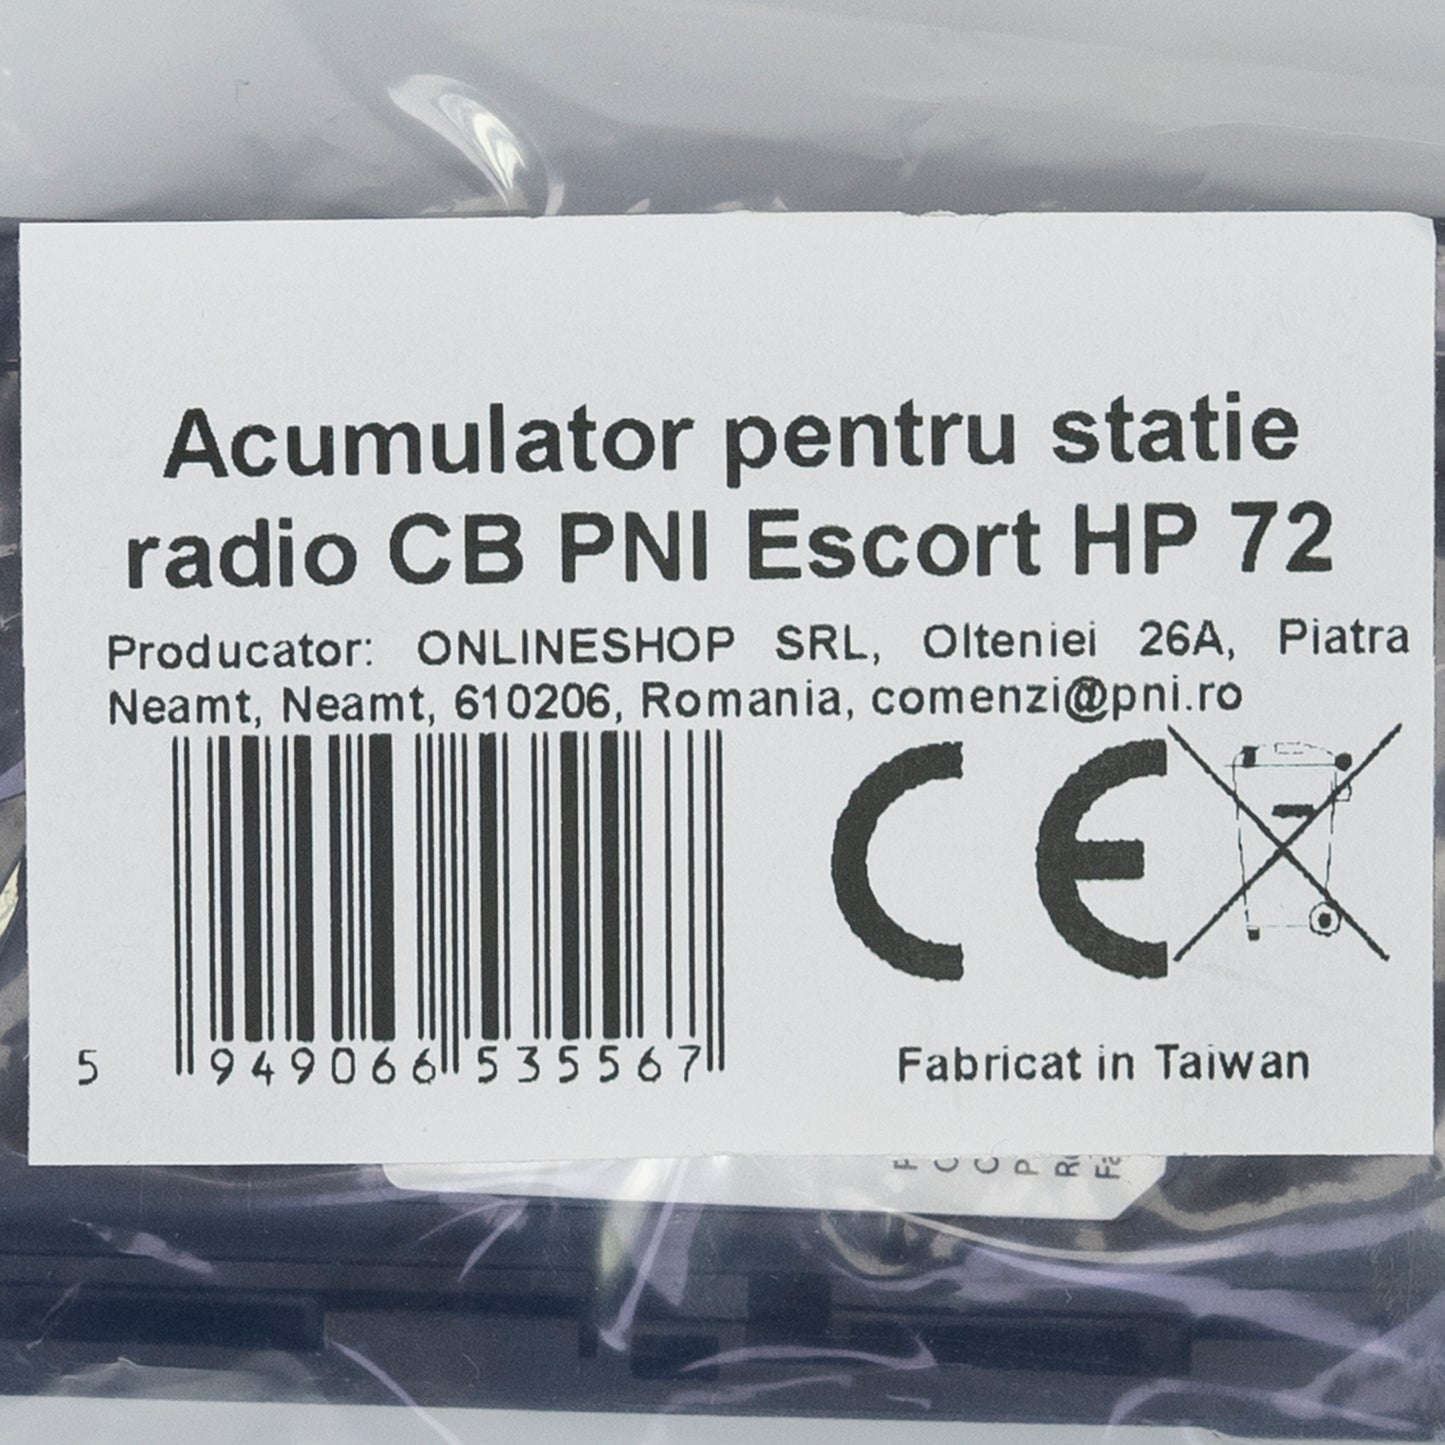 Acumulator pentru statie
radio CB PNI Escort HP 72
Producator: ONLINESHOP SRL, Olteniei 26A, Piatra
Neamt, Neamt, 610206, Romania, comenzi@pni.ro
CE
5 949066 535567
Fabricat in Taiwan